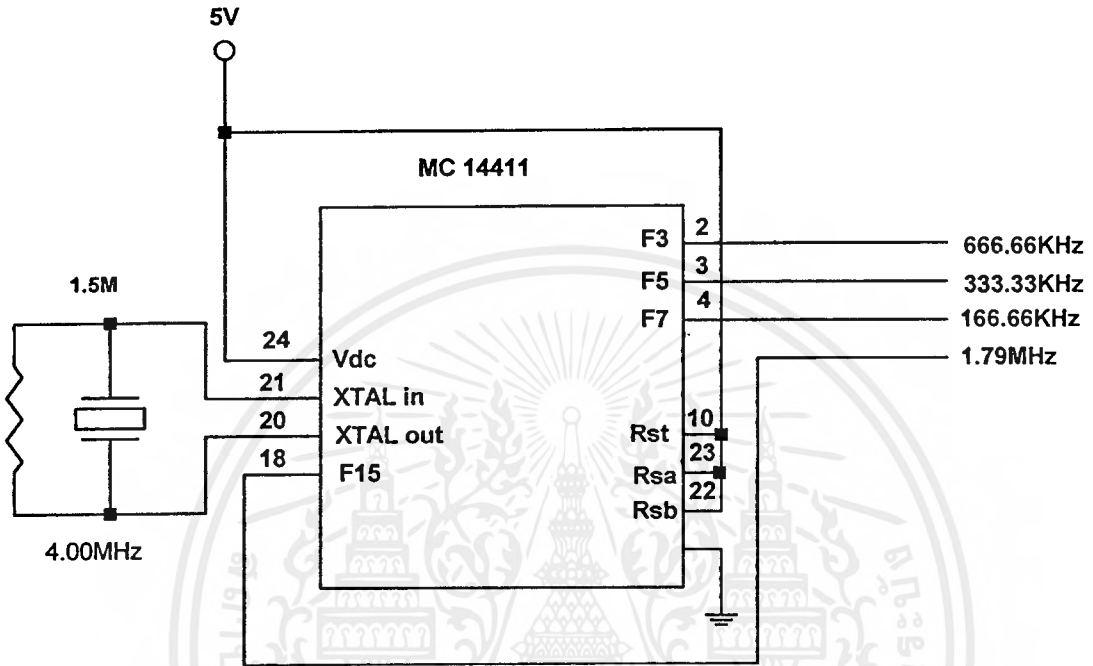 5V
MC 14411
F3
2
666.66KHz
F5
3
333.33KHz
F7
4
166.66KHz
1.79MHz
1.5M
24
Vdc
21
XTAL in
20
XTAL out
18
F15
Rst
10
Rsa
23
Rsb
22
4.00MHz